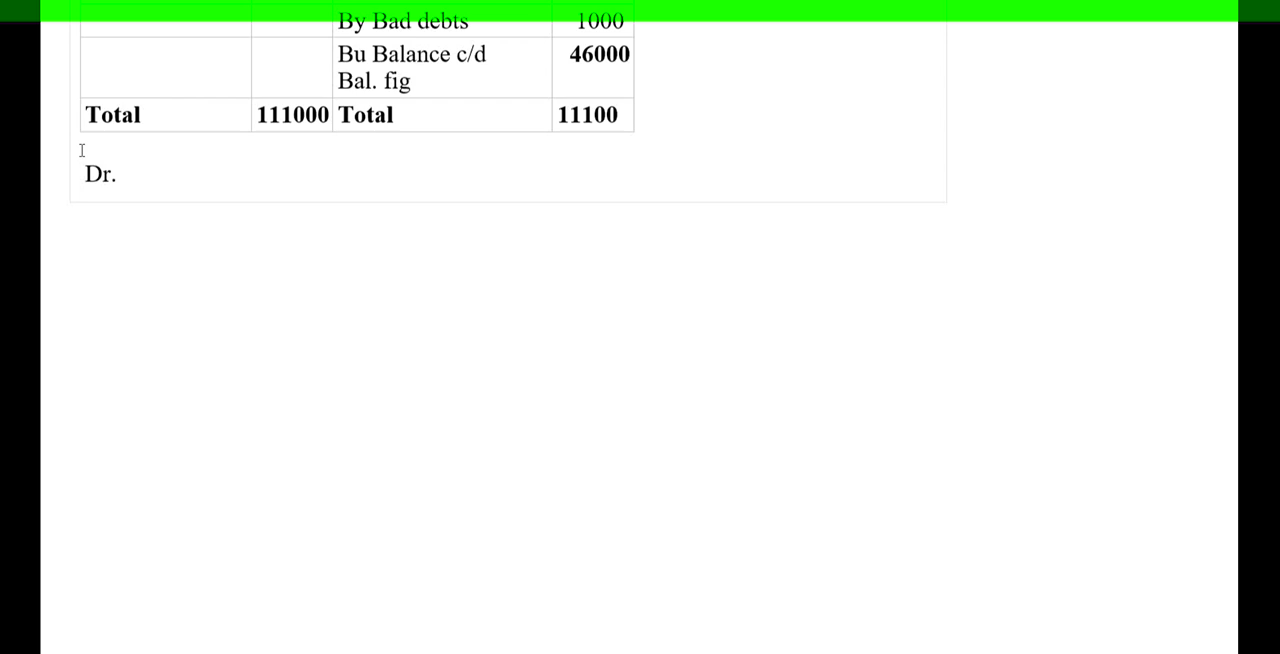 By Bad debts 1000
Bu Balance c/d 46000
Bal. fig
Total 111000 Total 11100
Dr.